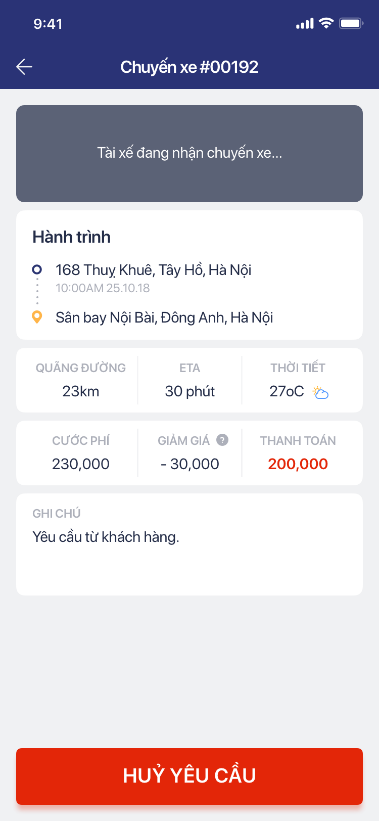 9:41
Chuyến xe #00192
Tài xế đang nhận chuyến xe...
Hành trình
168 Thuỵ Khuê, Tây Hồ, Hà Nội
10:00AM 25.10.18
Sân bay Nội Bài, Đông Anh, Hà Nội
QUÃNG ĐƯỜNG ETA THỜI TIẾT
23km 30 phút 27oC
CƯỚC PHÍ GIẢM GIÁ ? THANH TOÁN
230,000 - 30,000 200,000
GHI CHÚ
Yêu cầu từ khách hàng.
HUỶ YÊU CẦU